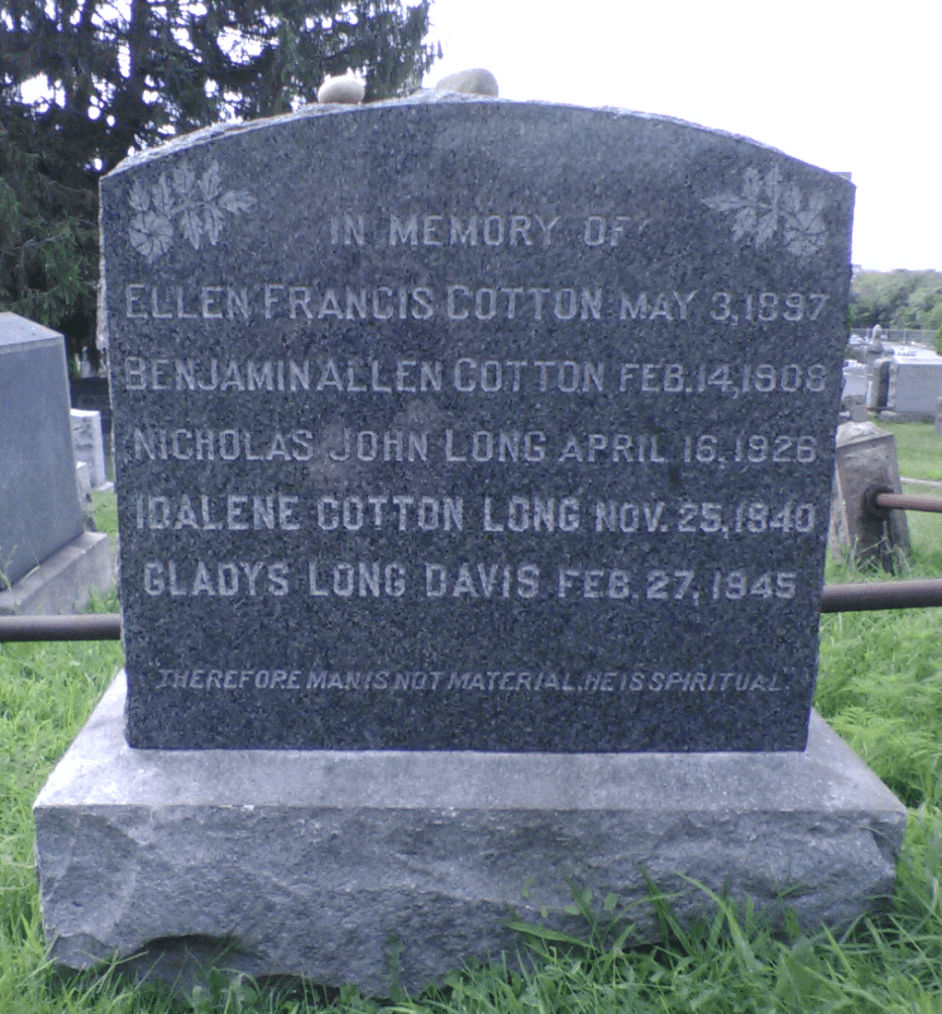 IN MEMORY OF
ELLEN FRANCIS COTTON MAY 3, 1897
BENJAMIN ALLEN COTTON FEB. 14, 1908
NICHOLAS JOHN LONG APRIL 16, 1926
IDALENE COTTON LONG NOV. 25, 1940
GLADYS LONG DAVIS FEB. 27, 1945
THEREFORE MAN IS NOT MATERIAL, HE IS SPIRITUAL